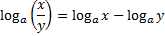 logₐ(x/y) = logₐ x − logₐ y